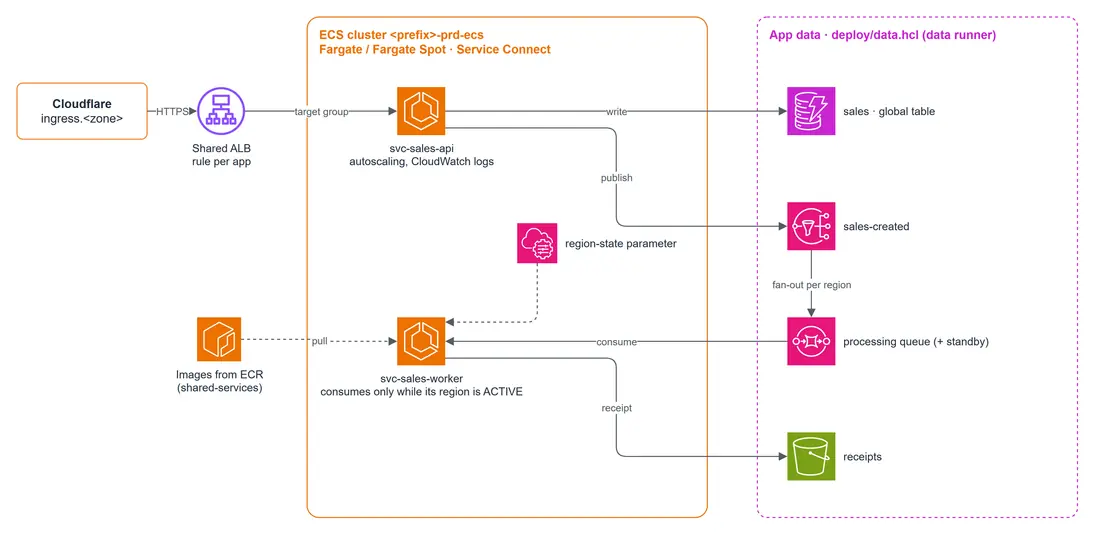 ECS cluster <prefix>-prd-ecs
Fargate / Fargate Spot · Service Connect
App data · deploy/data.hcl (data runner)
Cloudflare
ingress.<zone>
HTTPS
Shared ALB
rule per app
target group
svc-sales-api
autoscaling, CloudWatch logs
write
sales · global table
publish
sales-created
region-state parameter
fan-out per region
Images from ECR
(shared-services)
pull
svc-sales-worker
consumes only while its region is ACTIVE
consume
processing queue (+ standby)
receipt
receipts